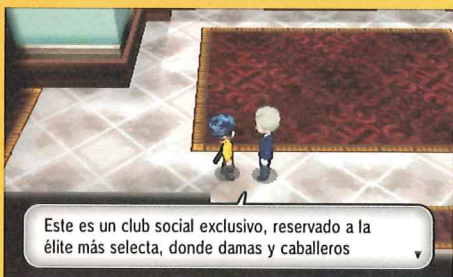 Este es un club social exclusivo, reservado a la
élite más selecta, donde damas y caballeros